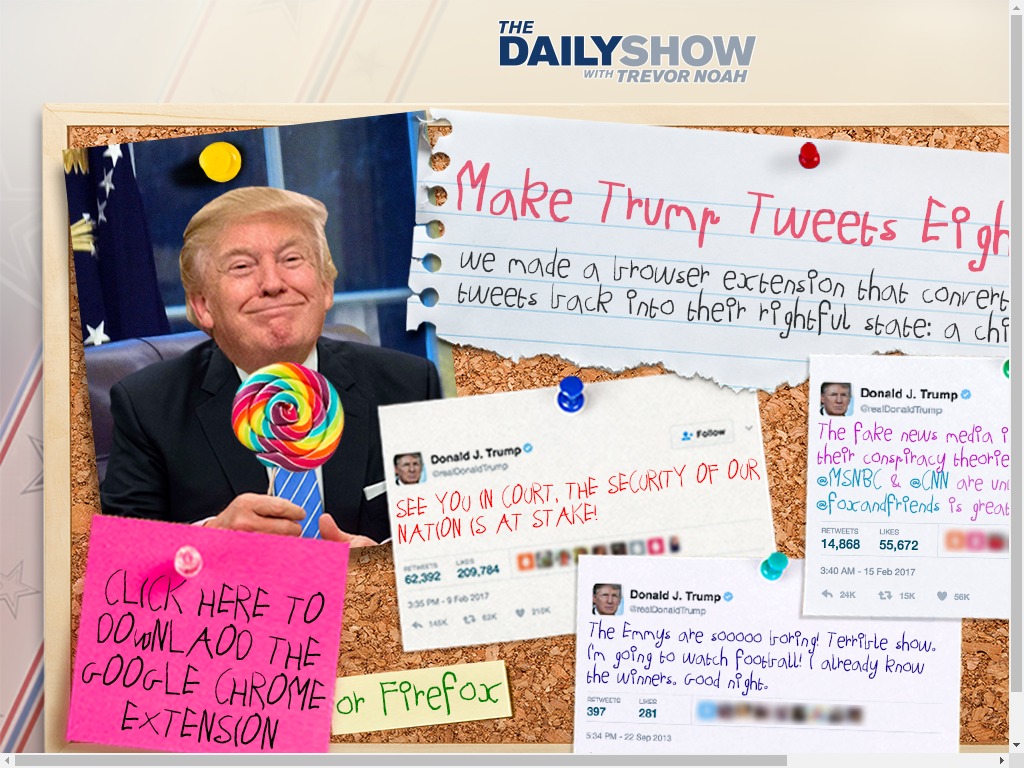 THE
DAILYSHOW
WITH TREVOR NOAH
Make Trump Tweets Eigh
we made a browser extension that convert
tweets back into their rightful state: a chi
Donald J. Trump
@realDonaldTrump
Follow
SEE YOU IN COURT, THE SECURITY OF OUR
NATION IS AT STAKE!
RETWEETS LIKES
62,392 209,784
3:35 PM - 9 Feb 2017
145K 62K 210K
Donald J. Trump
@realDonaldTrump
The fake news media i
their conspiracy theorie
@MSNBC & @CNN are un
@foxandfriends is great
RETWEETS LIKES
14,868 55,672
3:40 AM - 15 Feb 2017
24K 15K 56K
Donald J. Trump
@realDonaldTrump
The Emmys are sooooo boring! Terrible show.
I'm going to watch football! I already know
the winners. Good night.
RETWEETS LIKES
397 281
5:34 PM - 22 Sep 2013
CLICK HERE TO
DOwNLAOD THE
GOOGLE CHROME
EXTENSION
or Firefox